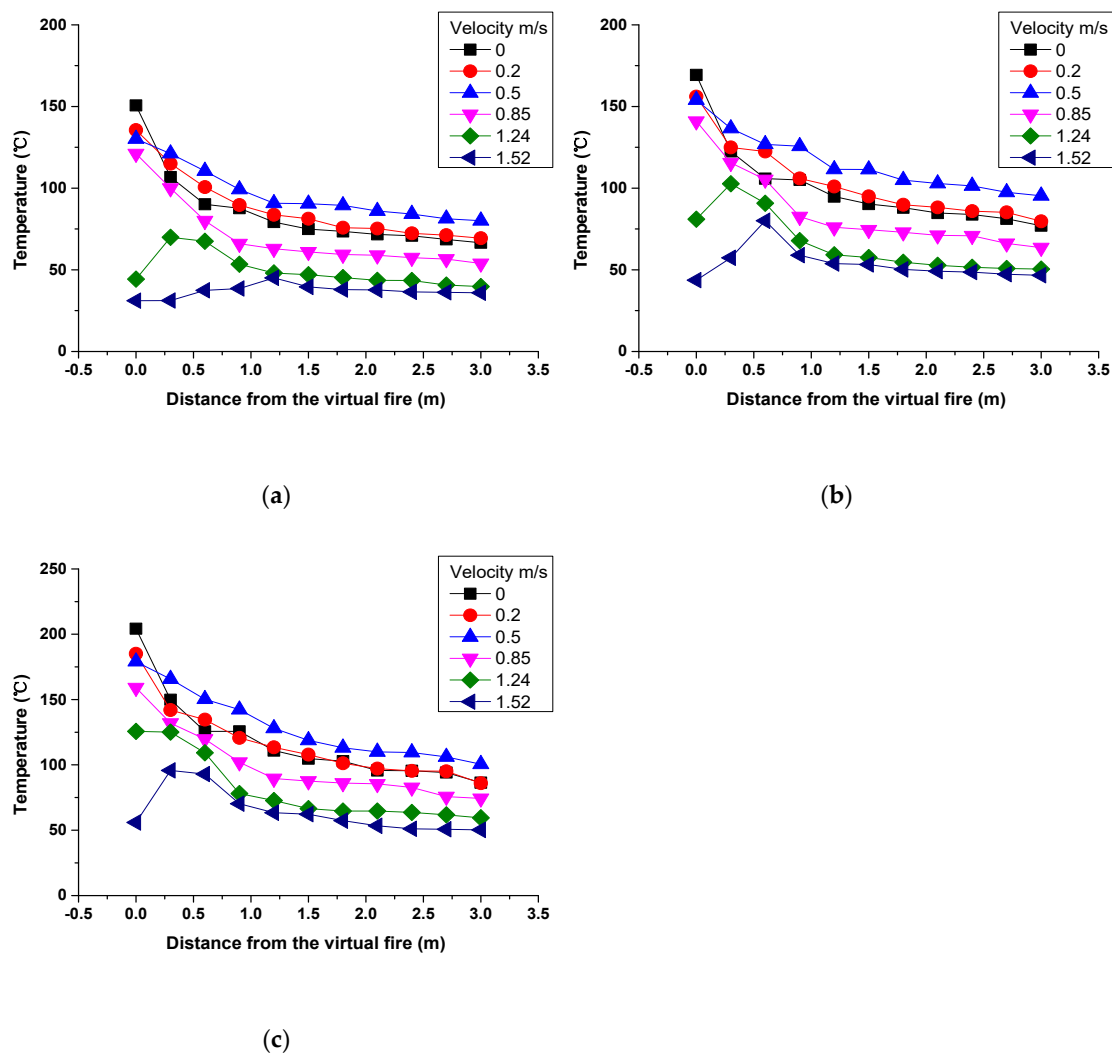 200
150
100
50
0
Temperature (℃)
-0.5 0.0 0.5 1.0 1.5 2.0 2.5 3.0 3.5
Distance from the virtual fire (m)
Velocity m/s
0
0.2
0.5
0.85
1.24
1.52
(a)
200
150
100
50
0
Temperature (℃)
-0.5 0.0 0.5 1.0 1.5 2.0 2.5 3.0 3.5
Distance from the virtual fire (m)
Velocity m/s
0
0.2
0.5
0.85
1.24
1.52
(b)
250
200
150
100
50
0
Temperature (℃)
-0.5 0.0 0.5 1.0 1.5 2.0 2.5 3.0 3.5
Distance from the virtual fire (m)
Velocity m/s
0
0.2
0.5
0.85
1.24
1.52
(c)